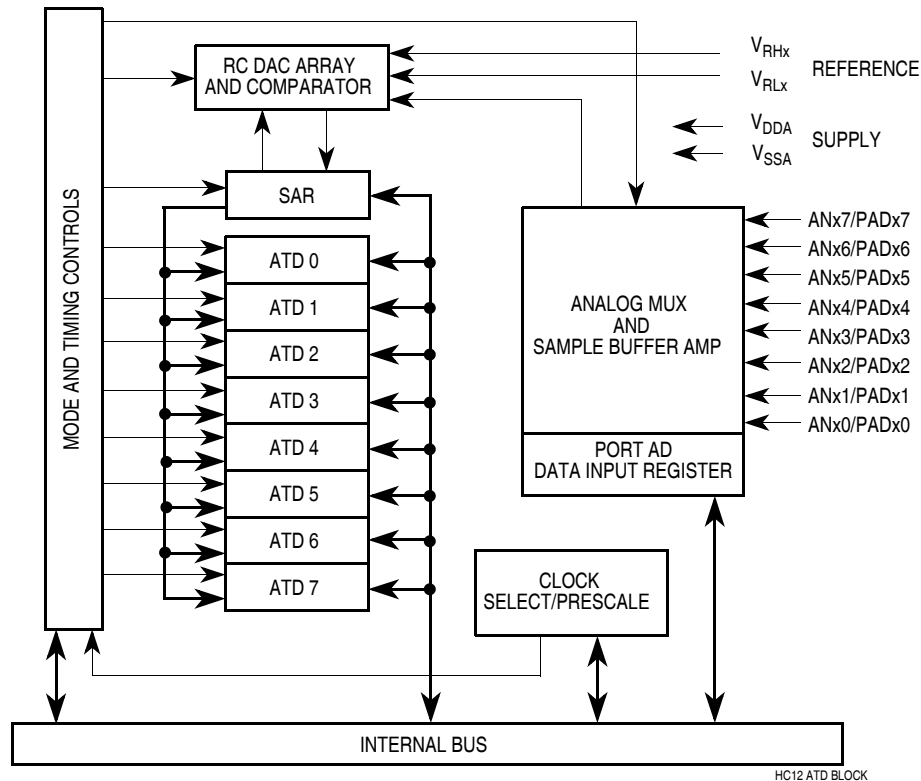 MODE AND TIMING CONTROLS
RC DAC ARRAY
AND COMPARATOR
V_RHx
V_RLx
REFERENCE
V_DDA
V_SSA
SUPPLY
SAR
ATD 0
ATD 1
ATD 2
ATD 3
ATD 4
ATD 5
ATD 6
ATD 7
ANALOG MUX
AND
SAMPLE BUFFER AMP
PORT AD
DATA INPUT REGISTER
ANx7/PADx7
ANx6/PADx6
ANx5/PADx5
ANx4/PADx4
ANx3/PADx3
ANx2/PADx2
ANx1/PADx1
ANx0/PADx0
CLOCK
SELECT/PRESCALE
INTERNAL BUS
HC12 ATD BLOCK